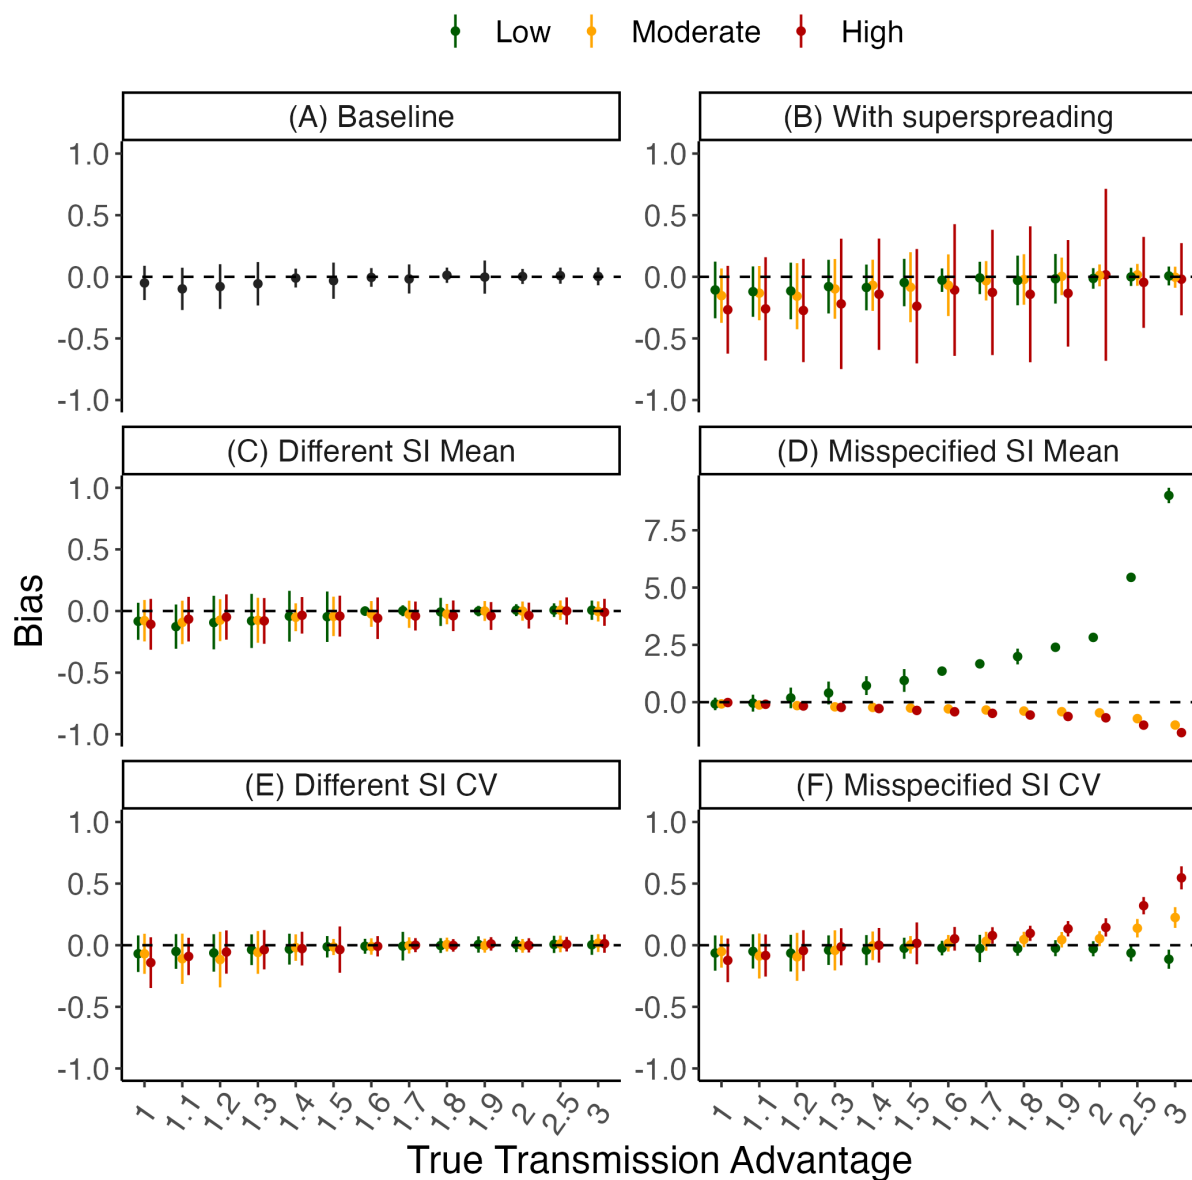 Low Moderate High
(A) Baseline (B) With superspreading
1.0 1.0
0.5 0.5
0.0 0.0
-0.5 -0.5
-1.0 -1.0
(C) Different SI Mean (D) Misspecified SI Mean
1.0
7.5
0.5
5.0
0.0
2.5
-0.5
0.0
-1.0
Bias
(E) Different SI CV (F) Misspecified SI CV
1.0 1.0
0.5 0.5
0.0 0.0
-0.5 -0.5
-1.0 -1.0
1 1.1 1.2 1.3 1.4 1.5 1.6 1.7 1.8 1.9 2 2.5 3 1 1.1 1.2 1.3 1.4 1.5 1.6 1.7 1.8 1.9 2 2.5 3
True Transmission Advantage